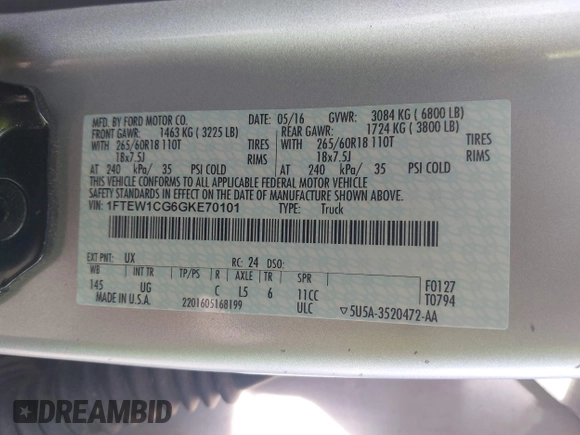 MFD. BY FORD MOTOR CO. DATE: 05/16 GVWR: 3084 KG (6800 LB)
FRONT GAWR: 1463 KG (3225 LB) REAR GAWR: 1724 KG (3800 LB)
WITH 265/60R18 110T TIRES WITH 265/60R18 110T TIRES
18x7.5J RIMS 18x7.5J RIMS
AT 240 kPa/ 35 PSI COLD AT 240 kPa/ 35 PSI COLD
THIS VEHICLE CONFORMS TO ALL APPLICABLE FEDERAL MOTOR VEHICLE
SAFETY STANDARDS IN EFFECT ON THE DATE OF MANUFACTURE SHOWN ABOVE.
VIN: 1FTEW1CG6GKE70101 TYPE: Truck
EXT PNT: UX RC: 24 DSO:
WB INT TR TP/PS R AXLE TR SPR
145 UG C L5 6 11CC F0127
MADE IN U.S.A. 2201605168199 ULC T0794
▽5U5A-3520472-AA
DREAMBID